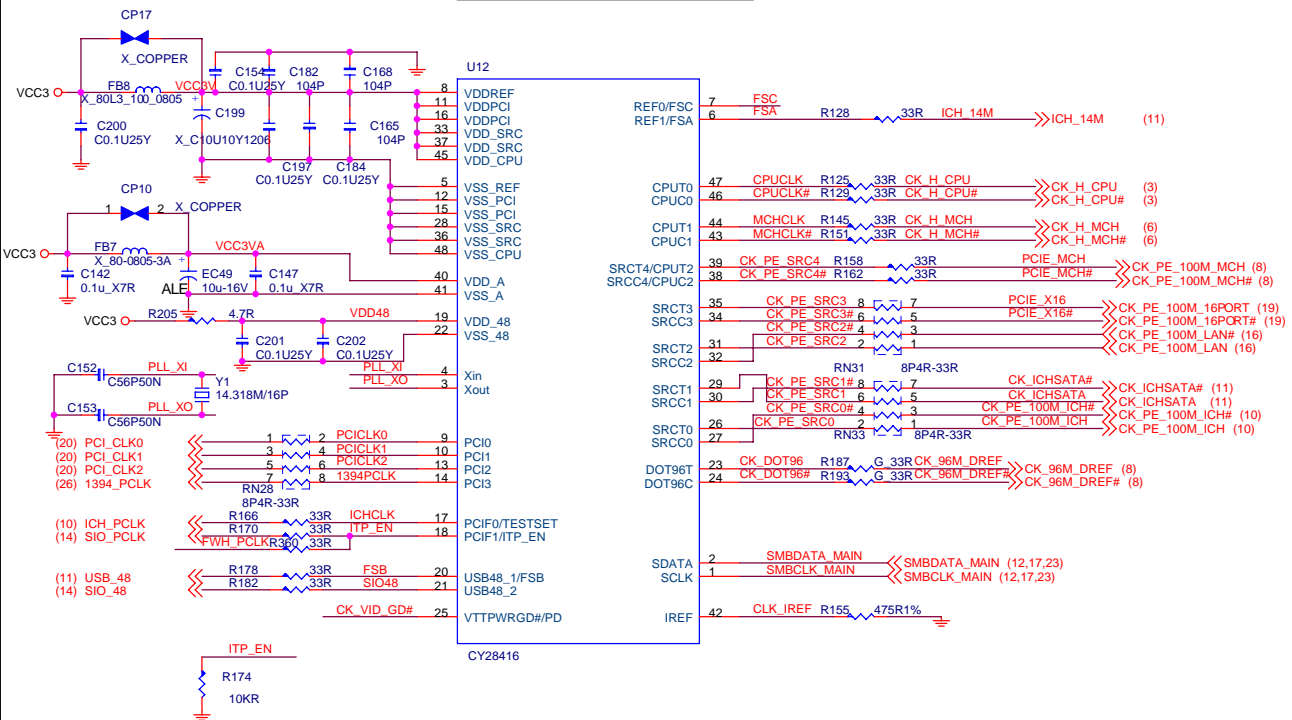 CP17
X_COPPER
VCC3
FB8
X_80L3_100_0805
VCC3V
+
C199
X_C10U10Y1206
C200
C0.1U25Y
C154
C0.1U25Y
C182
104P
C168
104P
C165
104P
C197
C0.1U25Y
C184
C0.1U25Y
CP10
1 2
X_COPPER
VCC3
FB7
X_80-0805-3A
VCC3VA
C142
0.1u_X7R
+
EC49
10u-16V
ALE
C147
0.1u_X7R
VCC3
R205
4.7R
VDD48
C201
C0.1U25Y
C202
C0.1U25Y
C152
C56P50N
PLL_XI
Y1
14.318M/16P
C153
C56P50N
PLL_XO
PLL_XI
PLL_XO
(20) PCI_CLK0 1 2 PCICLK0
(20) PCI_CLK1 3 4 PCICLK1
(20) PCI_CLK2 5 6 PCICLK2
(26) 1394_PCLK 7 8 1394PCLK
RN28
8P4R-33R
(10) ICH_PCLK R166 33R ICHCLK
(14) SIO_PCLK R170 33R ITP_EN
FWH_PCLK R360 33R
(11) USB_48 R178 33R FSB
(14) SIO_48 R182 33R SIO48
CK_VID_GD#
ITP_EN
R174
10KR
U12
8 VDDREF
11 VDDPCI
16 VDDPCI
33 VDD_SRC
37 VDD_SRC
45 VDD_CPU
5 VSS_REF
12 VSS_PCI
15 VSS_PCI
28 VSS_SRC
36 VSS_SRC
48 VSS_CPU
40 VDD_A
41 VSS_A
19 VDD_48
22 VSS_48
4 Xin
3 Xout
9 PCI0
10 PCI1
13 PCI2
14 PCI3
17 PCIF0/TESTSET
18 PCIF1/ITP_EN
20 USB48_1/FSB
21 USB48_2
25 VTTPWRGD#/PD
CY28416
REF0/FSC 7 FSC
REF1/FSA 6 FSA R128 33R ICH_14M ICH_14M (11)
CPUT0 47 CPUCLK R125 33R CK_H_CPU CK_H_CPU (3)
CPUC0 46 CPUCLK# R129 33R CK_H_CPU# CK_H_CPU# (3)
CPUT1 44 MCHCLK R145 33R CK_H_MCH CK_H_MCH (6)
CPUC1 43 MCHCLK# R151 33R CK_H_MCH# CK_H_MCH# (6)
SRCT4/CPUT2 39 CK_PE_SRC4 R158 33R PCIE_MCH CK_PE_100M_MCH (8)
SRCC4/CPUC2 38 CK_PE_SRC4# R162 33R PCIE_MCH# CK_PE_100M_MCH# (8)
SRCT3 35 CK_PE_SRC3 8 7 PCIE_X16 CK_PE_100M_16PORT (19)
SRCC3 34 CK_PE_SRC3# 6 5 PCIE_X16# CK_PE_100M_16PORT# (19)
CK_PE_SRC2# 4 3 CK_PE_100M_LAN# (16)
SRCT2 31 CK_PE_SRC2 2 1 CK_PE_100M_LAN (16)
SRCC2 32
RN31 8P4R-33R
SRCT1 29 CK_PE_SRC1# 8 7 CK_ICHSATA# CK_ICHSATA# (11)
SRCC1 30 CK_PE_SRC1 6 5 CK_ICHSATA CK_ICHSATA (11)
CK_PE_SRC0# 4 3 CK_PE_100M_ICH# CK_PE_100M_ICH# (10)
SRCT0 26 CK_PE_SRC0 2 1 CK_PE_100M_ICH CK_PE_100M_ICH (10)
SRCC0 27
RN33 8P4R-33R
DOT96T 23 CK_DOT96 R187 G_33R CK_96M_DREF CK_96M_DREF (8)
DOT96C 24 CK_DOT96# R193 G_33R CK_96M_DREF# CK_96M_DREF# (8)
SDATA 2 SMBDATA_MAIN SMBDATA_MAIN (12,17,23)
SCLK 1 SMBCLK_MAIN SMBCLK_MAIN (12,17,23)
IREF 42 CLK_IREF R155 475R1%